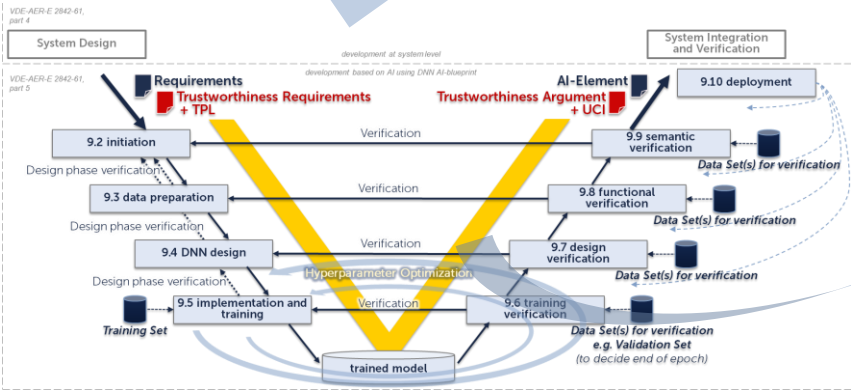 VDE-AER-E 2842-61,
part 4
System Design
System Integration
and Verification
development at system level
VDE-AER-E 2842-61,
part 5
development based on AI using DNN AI-blueprint
Requirements
Trustworthiness Requirements
+ TPL
AI-Element
Trustworthiness Argument
+ UCI
9.10 deployment
9.2 initiation
Verification
9.9 semantic
verification
Data Set(s) for verification
Design phase verification
9.3 data preparation
Verification
9.8 functional
verification
Data Set(s) for verification
Design phase verification
9.4 DNN design
Verification
9.7 design
verification
Data Set(s) for verification
Hyperparameter Optimization
Design phase verification
9.5 implementation and
training
Verification
9.6 training
verification
Training Set
Data Set(s) for verification
e.g. Validation Set
(to decide end of epoch)
trained model